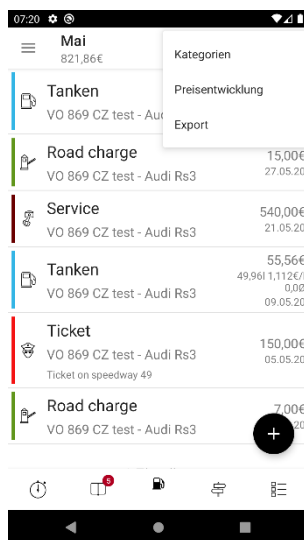 07:20
Mai
821,86€
Kategorien
Preisentwicklung
Export
Tanken
VO 869 CZ test - Au
Road charge
15,00€
VO 869 CZ test - Audi Rs3
27.05.20
Service
540,00€
VO 869 CZ test - Audi Rs3
21.05.20
Tanken
55,56€
49,96l 1,112€/l
VO 869 CZ test - Audi Rs3
0,0Ø
09.05.20
Ticket
150,00€
VO 869 CZ test - Audi Rs3
05.05.20
Ticket on speedway 49
Road charge
7,00€
VO 869 CZ test - Audi Rs3
20
+
5